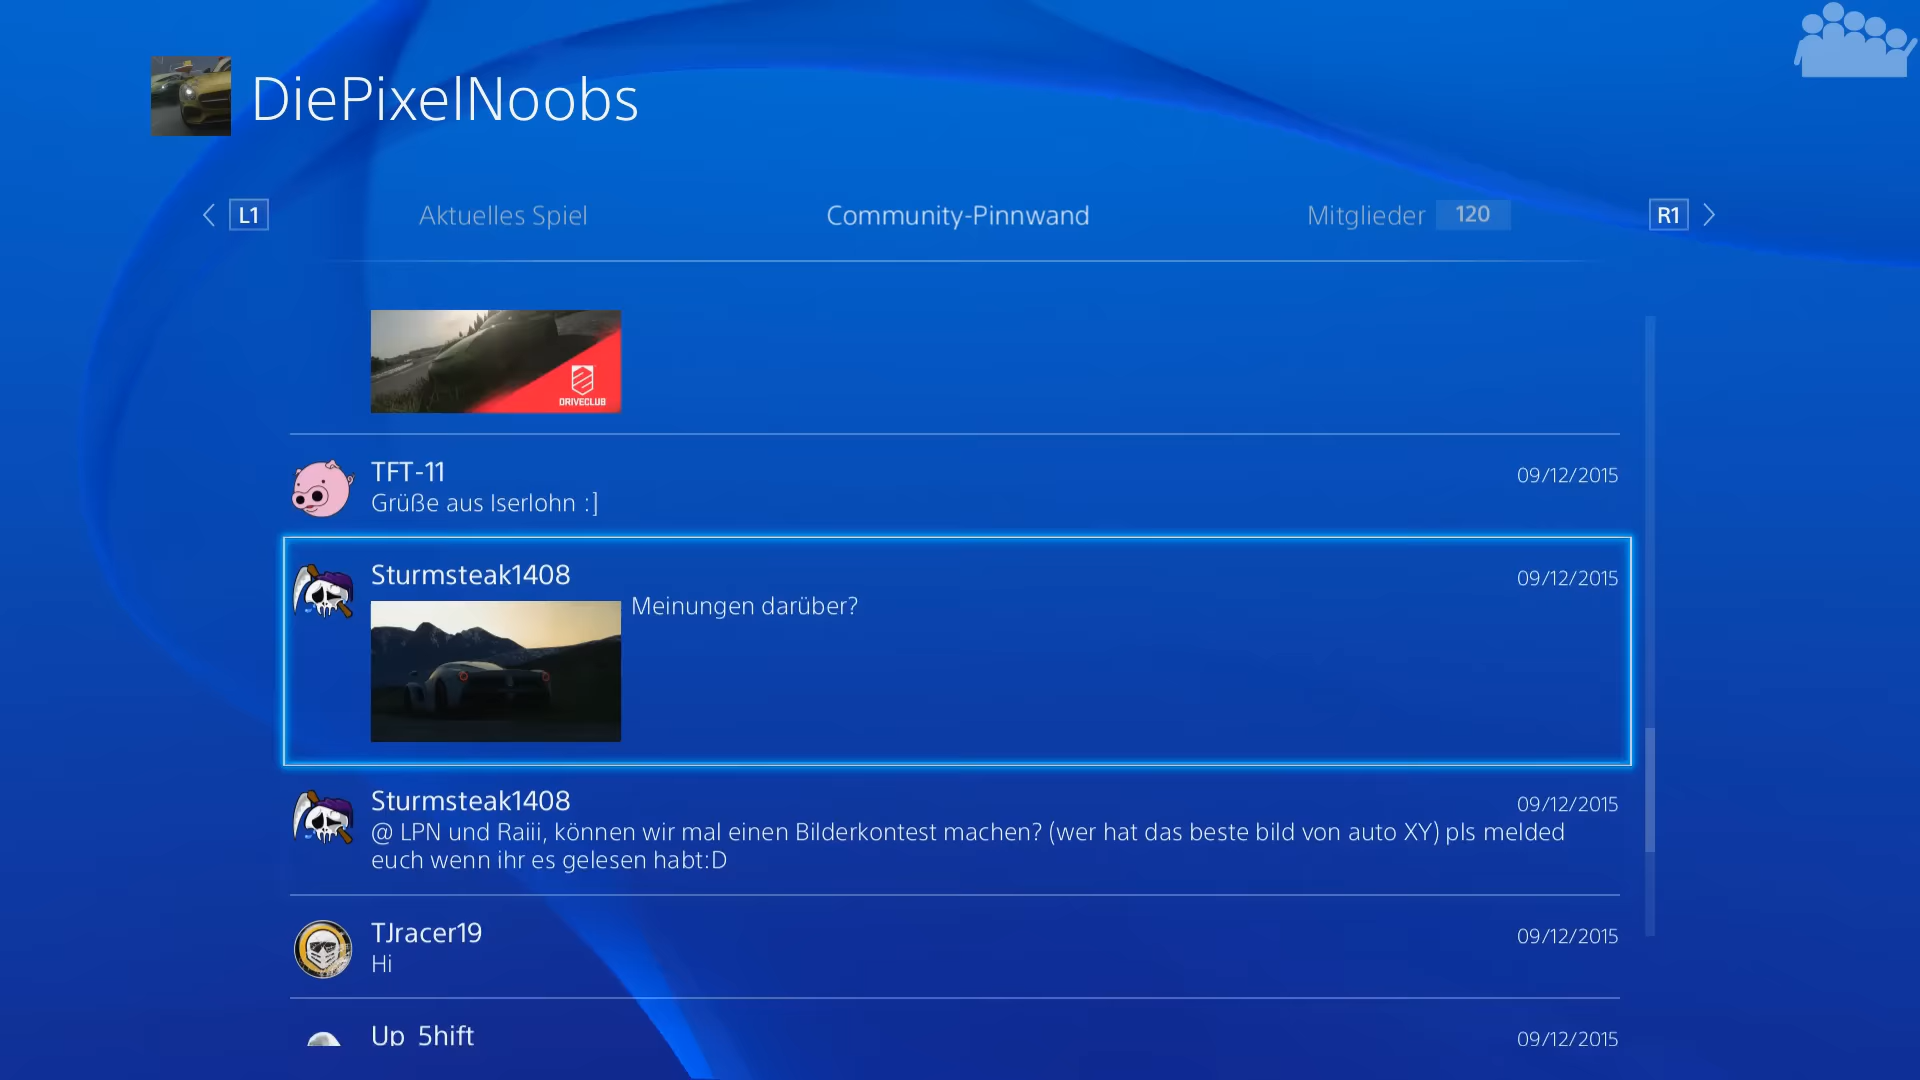 DiePixelNoobs
L1
Aktuelles Spiel
Community-Pinnwand
Mitglieder 120
R1
DRIVECLUB
TFT-11
09/12/2015
Grüße aus Iserlohn :]
Sturmsteak1408
09/12/2015
Meinungen darüber?
Sturmsteak1408
09/12/2015
@ LPN und Raiii, können wir mal einen Bilderkontest machen? (wer hat das beste bild von auto XY) pls melded
euch wenn ihr es gelesen habt:D
TJracer19
09/12/2015
Hi
Up_5hift
09/12/2015